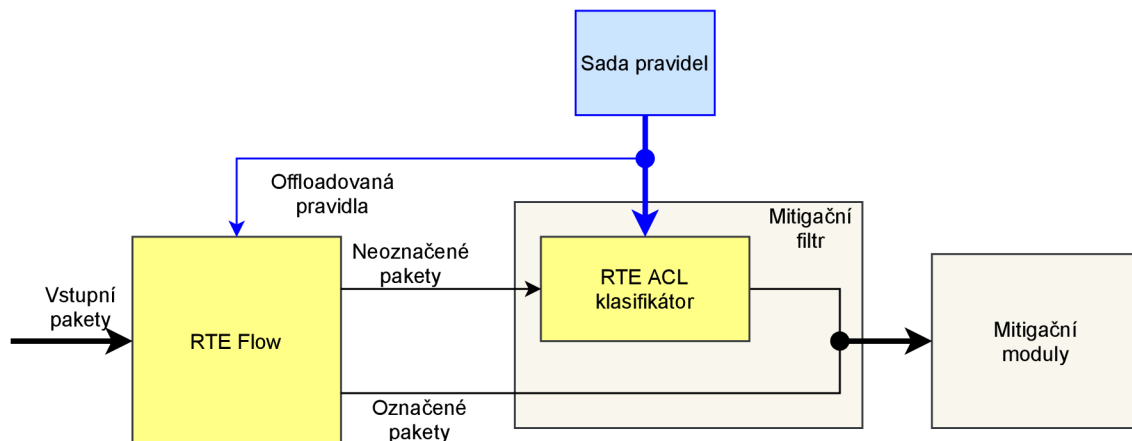 Sada pravidel
Offloadovaná
pravidla
Mitigační
filtr
Neoznačené
pakety
RTE ACL
klasifikátor
Vstupní
pakety
RTE Flow
Mitigační
moduly
Označené
pakety